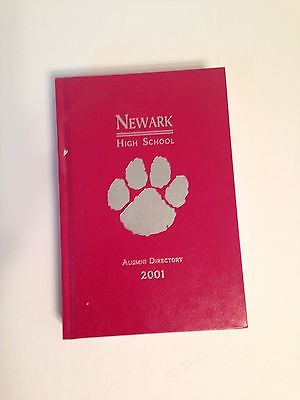 Newark
High School
Alumni Directory
2001